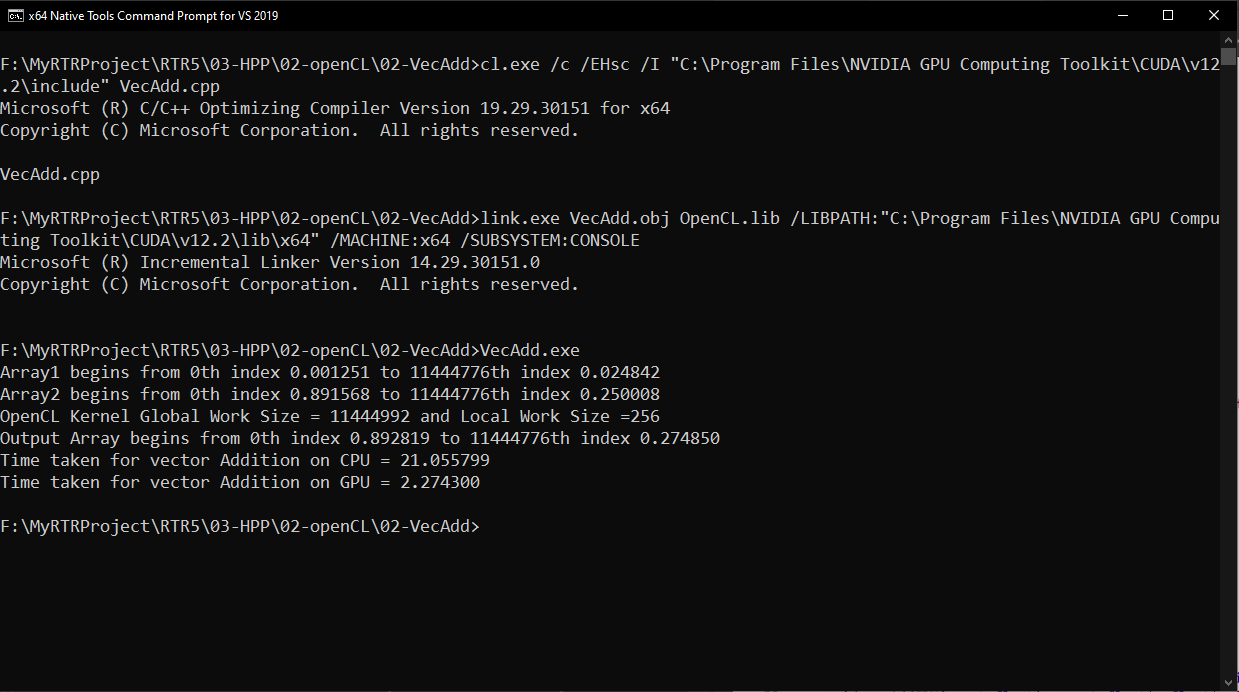 x64 Native Tools Command Prompt for VS 2019
F:\MyRTRProject\RTR5\03-HPP\02-openCL\02-VecAdd>cl.exe /c /EHsc /I "C:\Program Files\NVIDIA GPU Computing Toolkit\CUDA\v12
.2\include" VecAdd.cpp
Microsoft (R) C/C++ Optimizing Compiler Version 19.29.30151 for x64
Copyright (C) Microsoft Corporation.  All rights reserved.
VecAdd.cpp
F:\MyRTRProject\RTR5\03-HPP\02-openCL\02-VecAdd>link.exe VecAdd.obj OpenCL.lib /LIBPATH:"C:\Program Files\NVIDIA GPU Compu
ting Toolkit\CUDA\v12.2\lib\x64" /MACHINE:x64 /SUBSYSTEM:CONSOLE
Microsoft (R) Incremental Linker Version 14.29.30151.0
Copyright (C) Microsoft Corporation.  All rights reserved.
F:\MyRTRProject\RTR5\03-HPP\02-openCL\02-VecAdd>VecAdd.exe
Array1 begins from 0th index 0.001251 to 11444776th index 0.024842
Array2 begins from 0th index 0.891568 to 11444776th index 0.250008
OpenCL Kernel Global Work Size = 11444992 and Local Work Size =256
Output Array begins from 0th index 0.892819 to 11444776th index 0.274850
Time taken for vector Addition on CPU = 21.055799
Time taken for vector Addition on GPU = 2.274300
F:\MyRTRProject\RTR5\03-HPP\02-openCL\02-VecAdd>